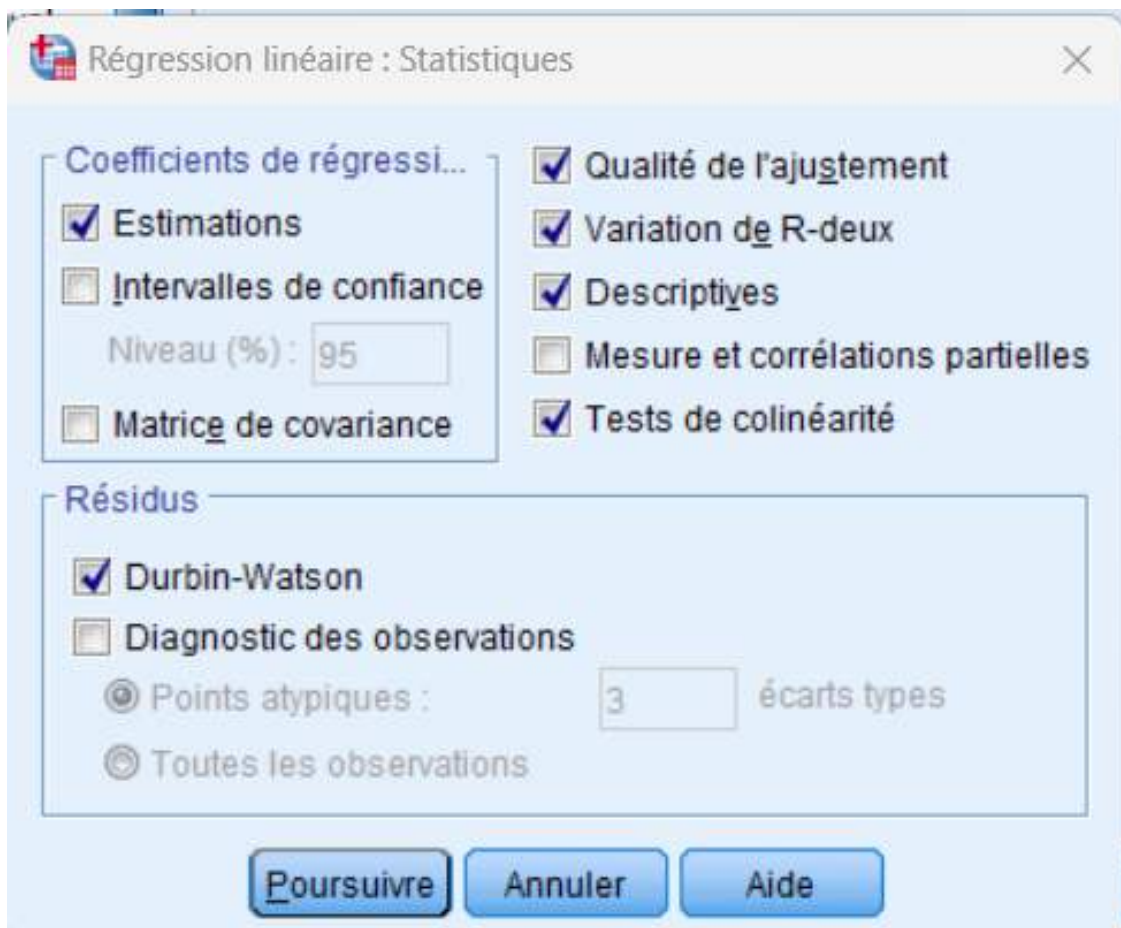 Régression linéaire : Statistiques
Coefficients de régressi...
Estimations
Intervalles de confiance
Niveau (%) : 95
Matrice de covariance
Qualité de l'ajustement
Variation de R-deux
Descriptives
Mesure et corrélations partielles
Tests de colinéarité
Résidus
Durbin-Watson
Diagnostic des observations
Points atypiques : 3 écarts types
Toutes les observations
Poursuivre Annuler Aide